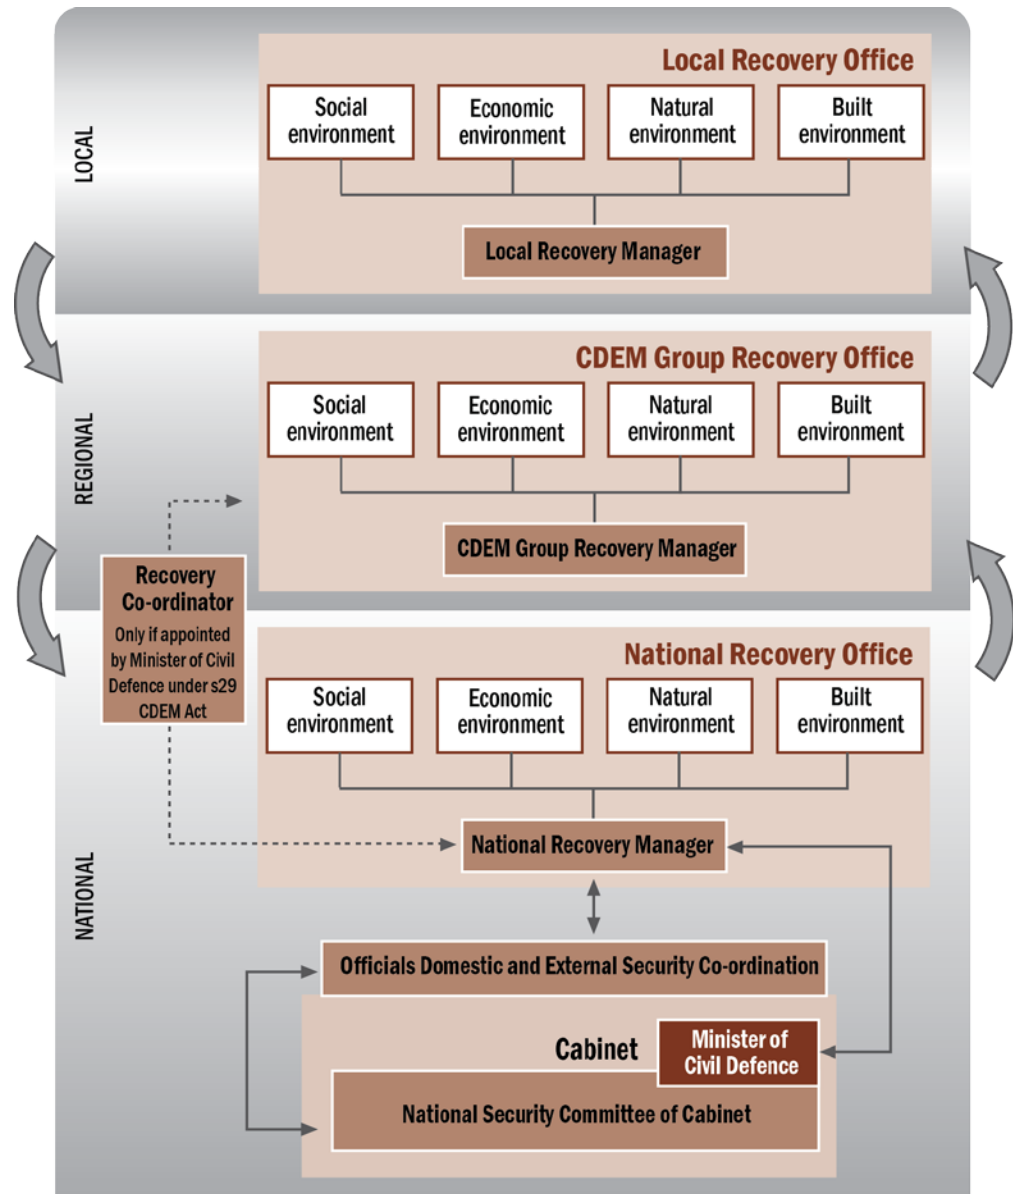 LOCAL
Local Recovery Office
Social
environment
Economic
environment
Natural
environment
Built
environment
Local Recovery Manager
REGIONAL
CDEM Group Recovery Office
Social
environment
Economic
environment
Natural
environment
Built
environment
CDEM Group Recovery Manager
Recovery
Co-ordinator
Only if appointed
by Minister of Civil
Defence under s29
CDEM Act
NATIONAL
National Recovery Office
Social
environment
Economic
environment
Natural
environment
Built
environment
National Recovery Manager
Officials Domestic and External Security Co-ordination
Cabinet
Minister of
Civil Defence
National Security Committee of Cabinet